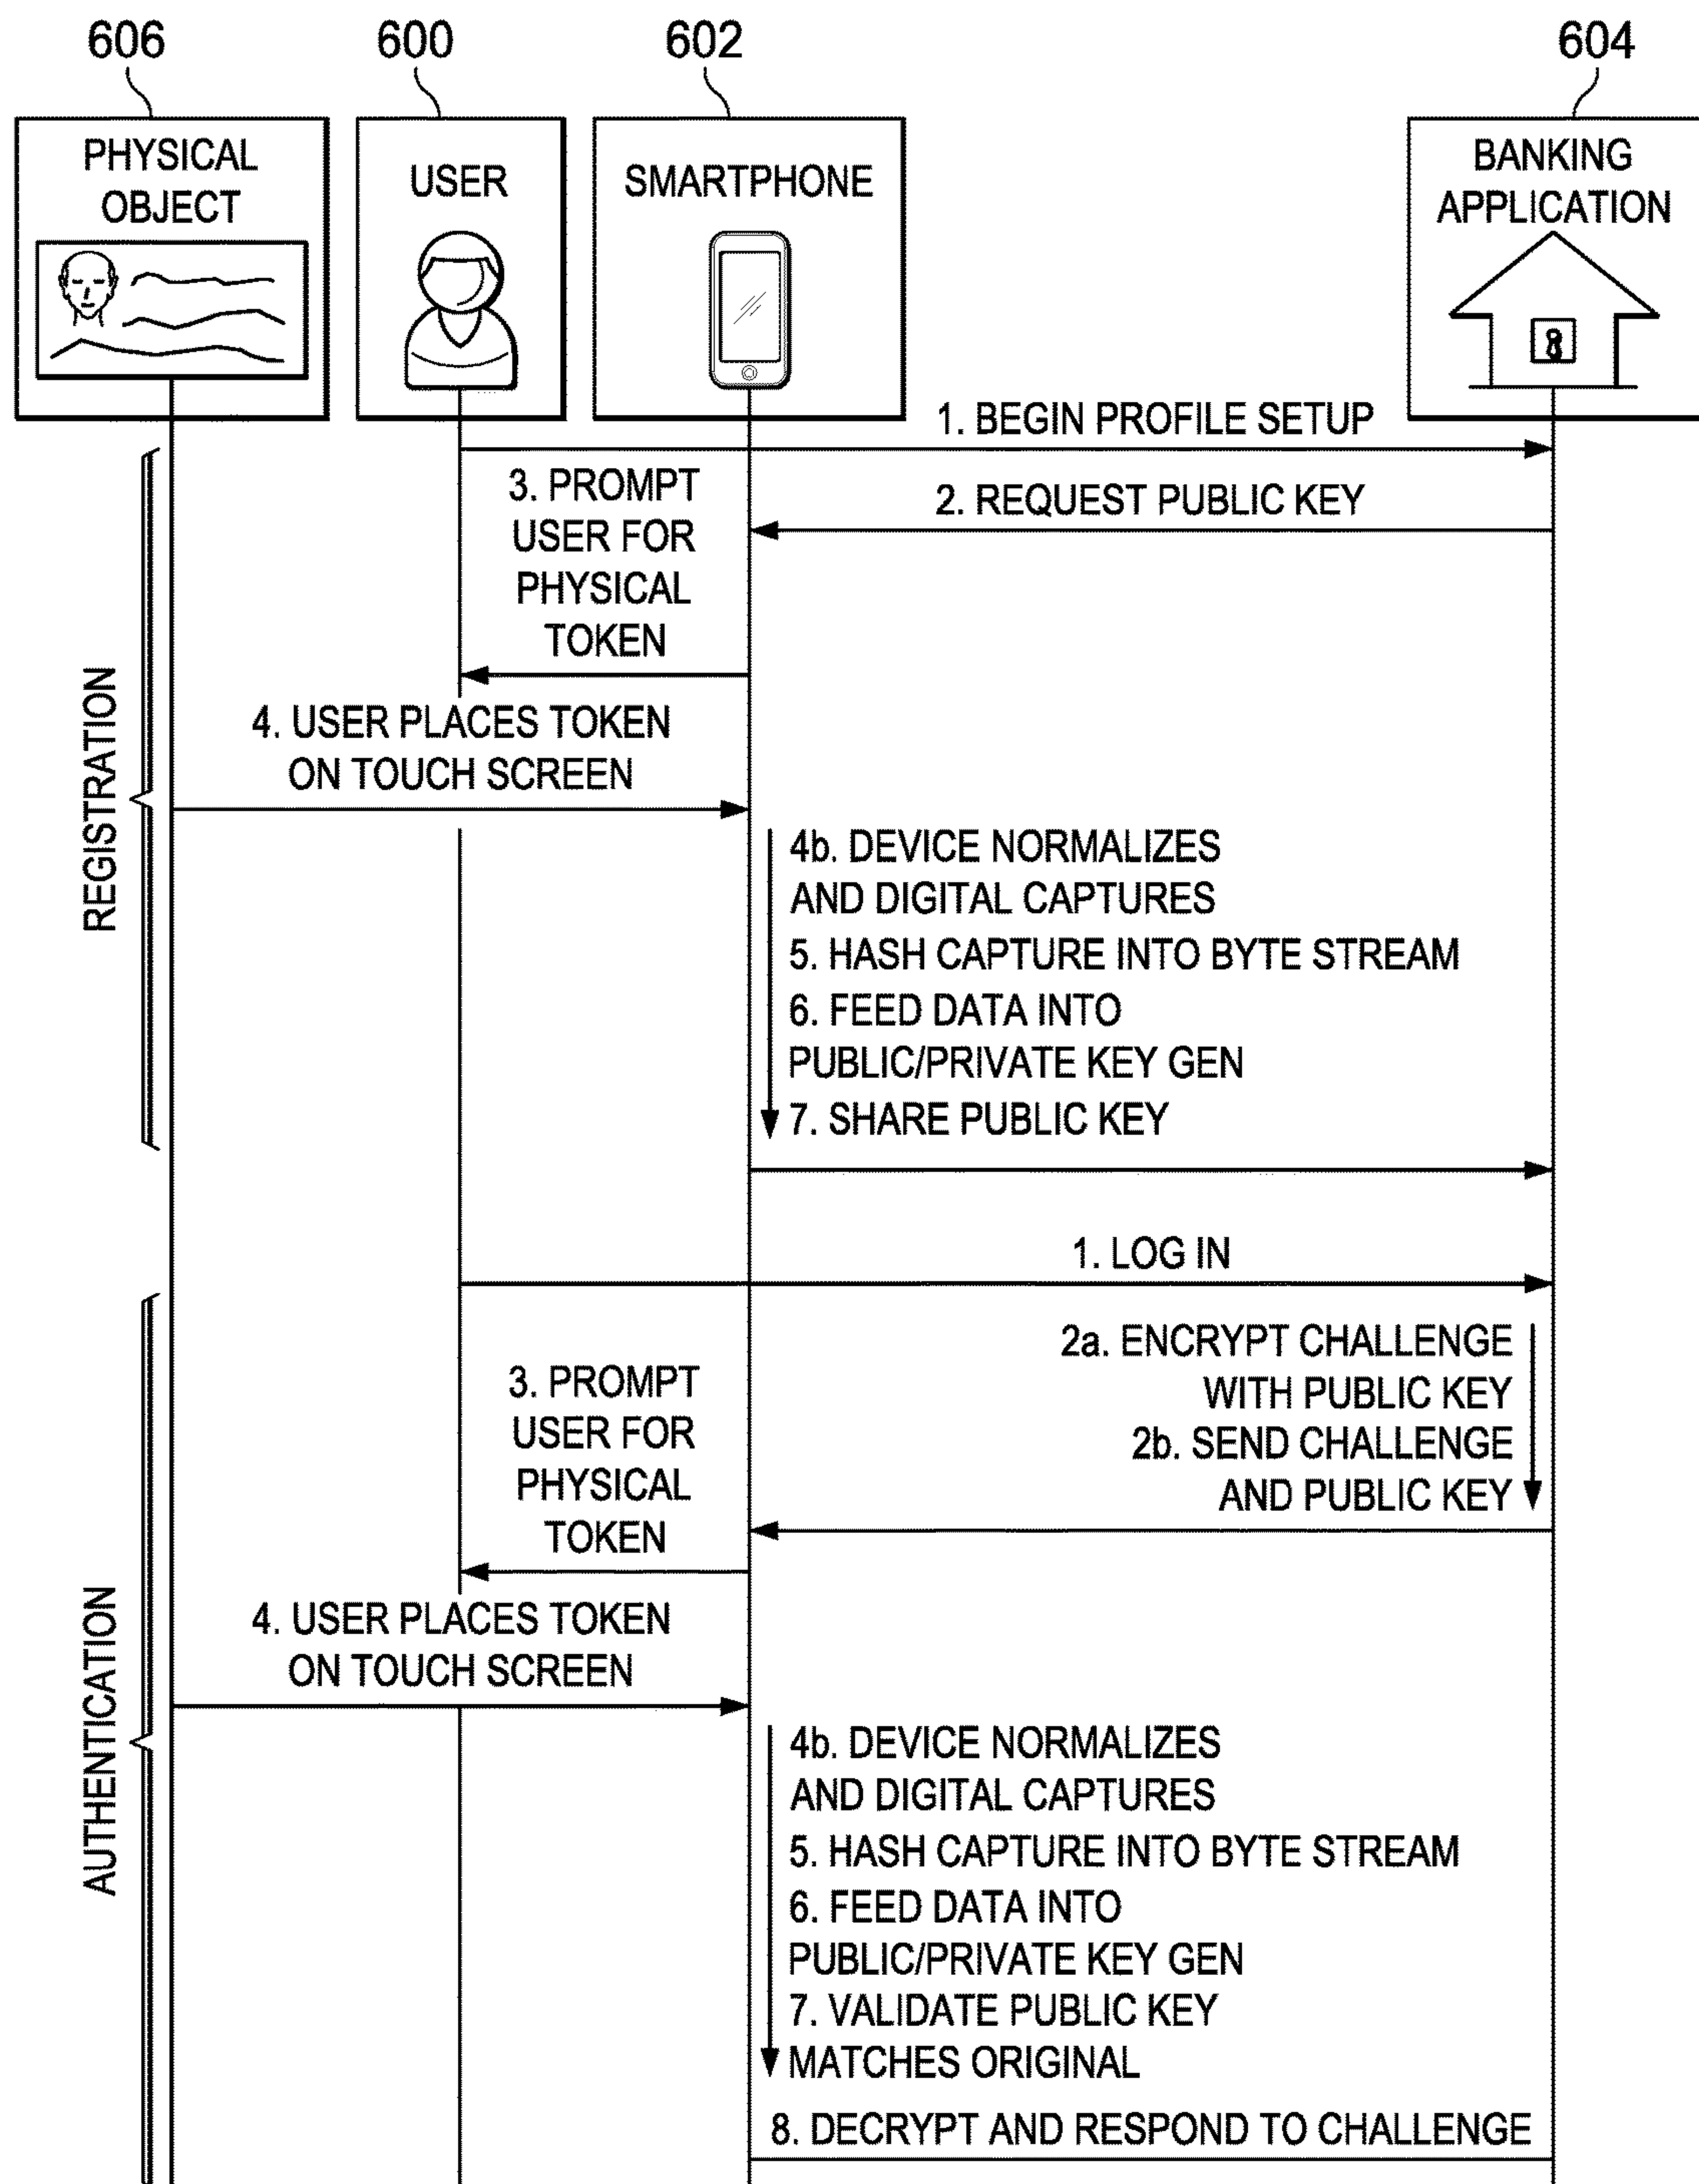 606
600
602
604
PHYSICAL
OBJECT
USER
SMARTPHONE
BANKING
APPLICATION
REGISTRATION
1. BEGIN PROFILE SETUP
2. REQUEST PUBLIC KEY
3. PROMPT
USER FOR
PHYSICAL
TOKEN
4. USER PLACES TOKEN
ON TOUCH SCREEN
4b. DEVICE NORMALIZES
AND DIGITAL CAPTURES
5. HASH CAPTURE INTO BYTE STREAM
6. FEED DATA INTO
PUBLIC/PRIVATE KEY GEN
7. SHARE PUBLIC KEY
AUTHENTICATION
1. LOG IN
2a. ENCRYPT CHALLENGE
WITH PUBLIC KEY
2b. SEND CHALLENGE
AND PUBLIC KEY
3. PROMPT
USER FOR
PHYSICAL
TOKEN
4. USER PLACES TOKEN
ON TOUCH SCREEN
4b. DEVICE NORMALIZES
AND DIGITAL CAPTURES
5. HASH CAPTURE INTO BYTE STREAM
6. FEED DATA INTO
PUBLIC/PRIVATE KEY GEN
7. VALIDATE PUBLIC KEY
MATCHES ORIGINAL
8. DECRYPT AND RESPOND TO CHALLENGE